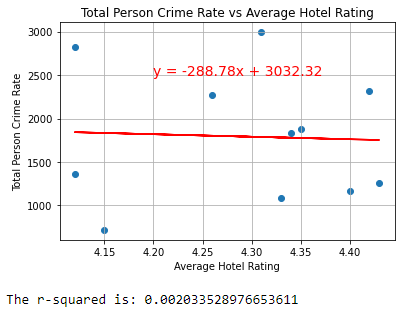 Total Person Crime Rate vs Average Hotel Rating
Total Person Crime Rate
3000
2500
2000
1500
1000
y = -288.78x + 3032.32
4.15
4.20
4.25
4.30
4.35
4.40
Average Hotel Rating
The r-squared is: 0.002033528976653611